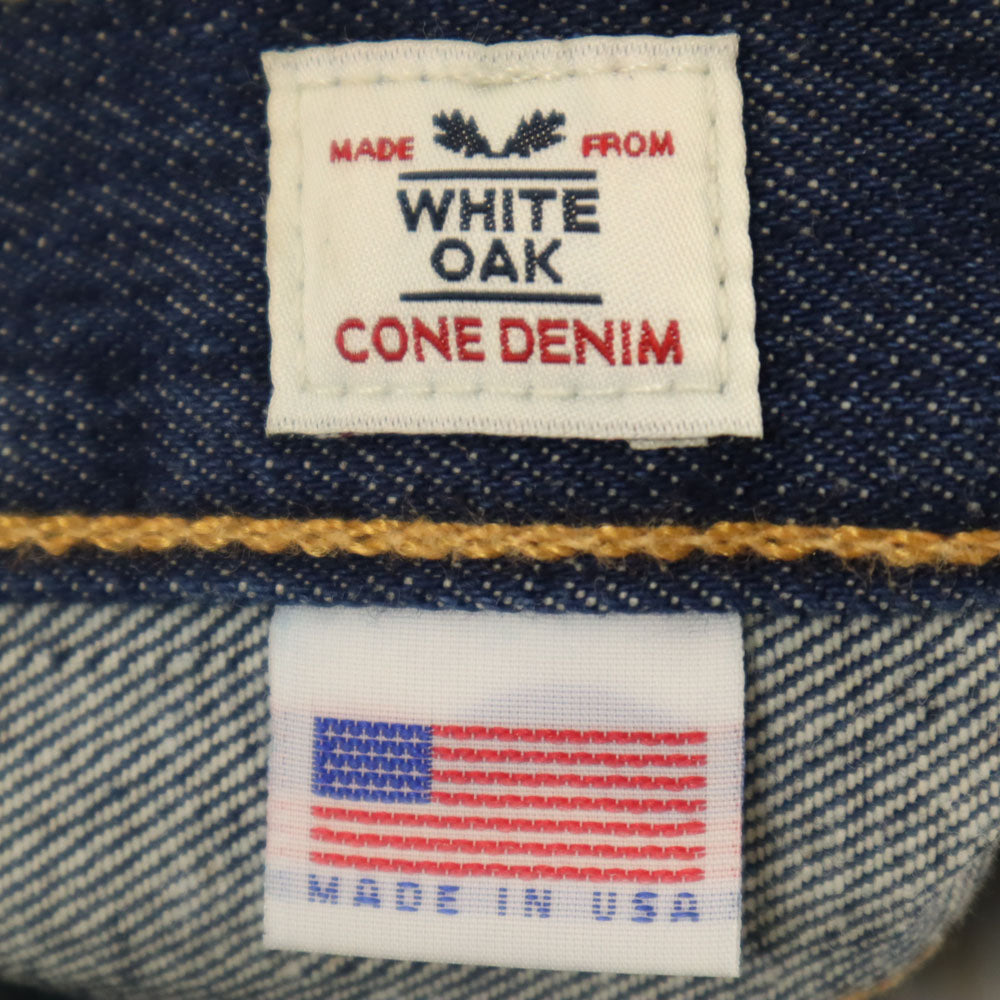 MADE FROM
WHITE
OAK
CONE DENIM
MADE IN USA